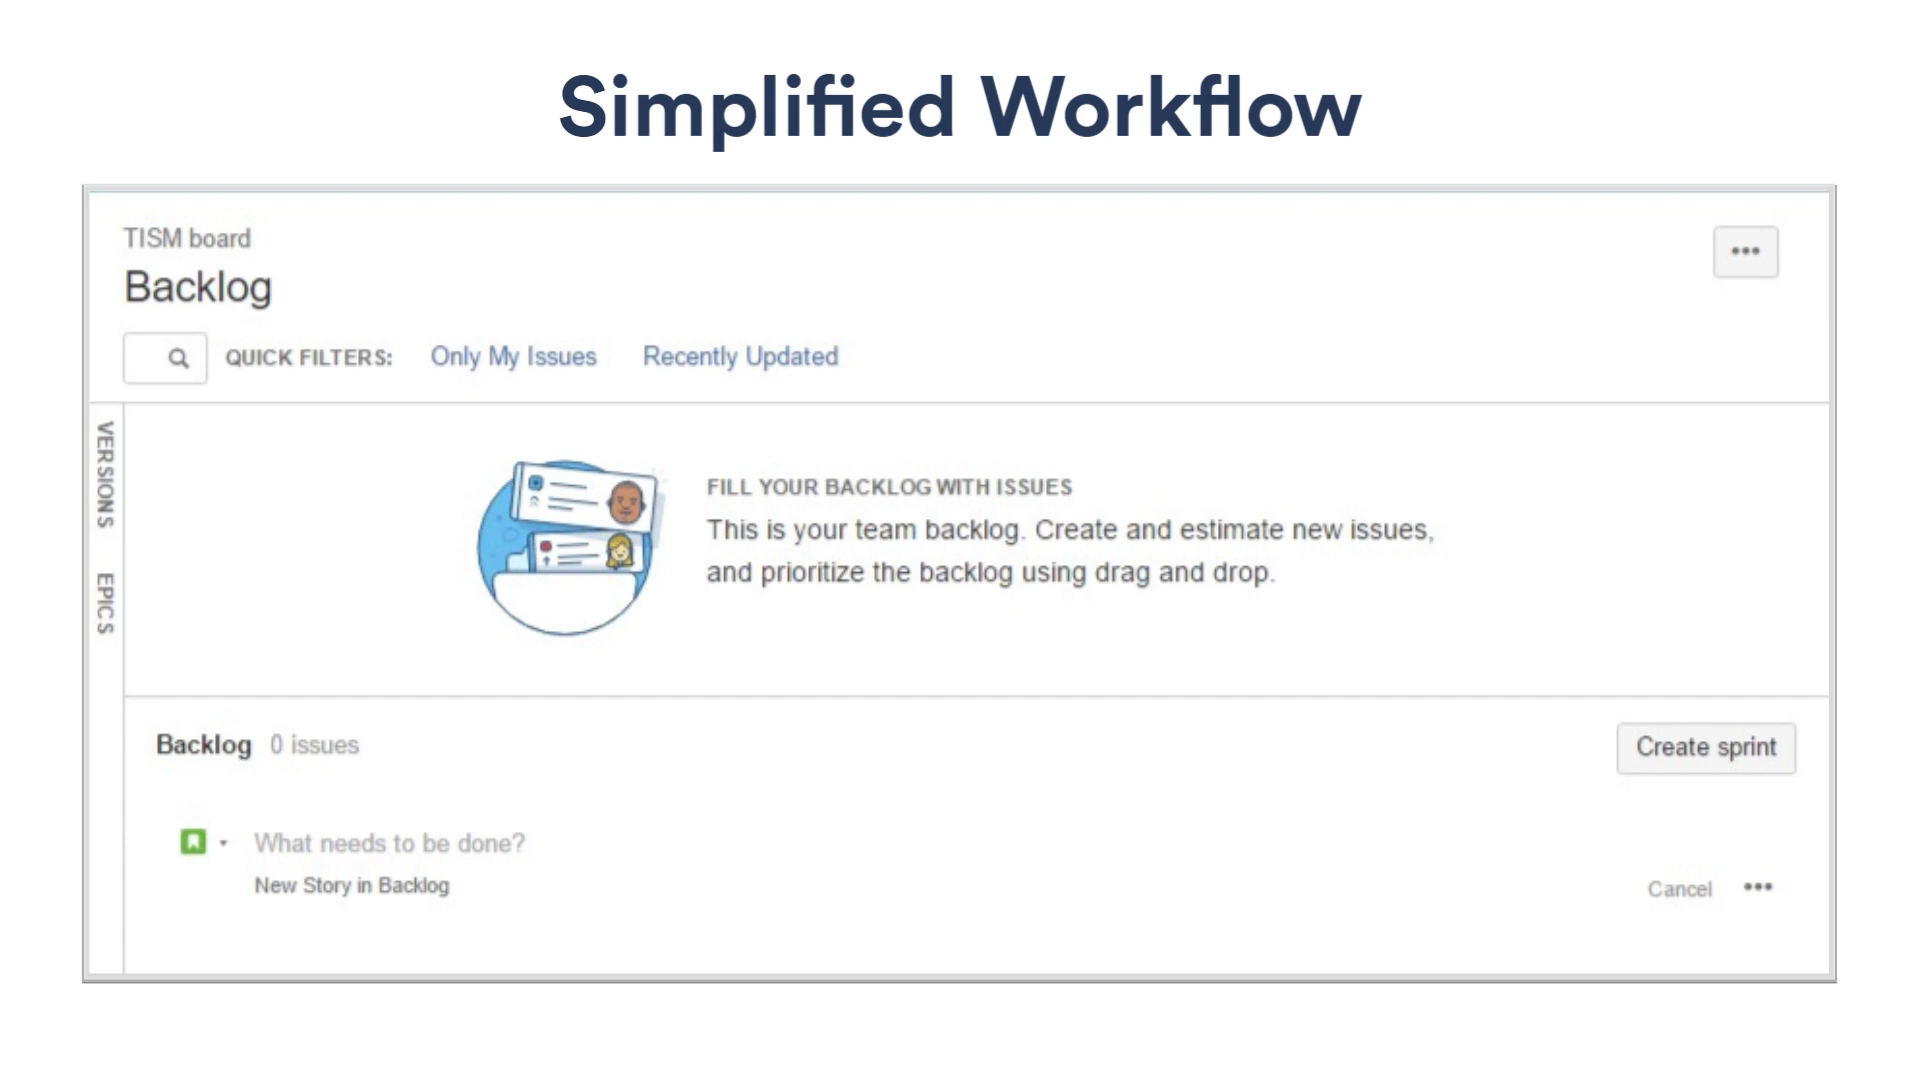 Simplified Workflow
TISM board
•••
Backlog
QUICK FILTERS: Only My Issues Recently Updated
VERSIONS
EPICS
FILL YOUR BACKLOG WITH ISSUES
This is your team backlog. Create and estimate new issues,
and prioritize the backlog using drag and drop.
Backlog 0 issues
Create sprint
What needs to be done?
New Story in Backlog
Cancel •••